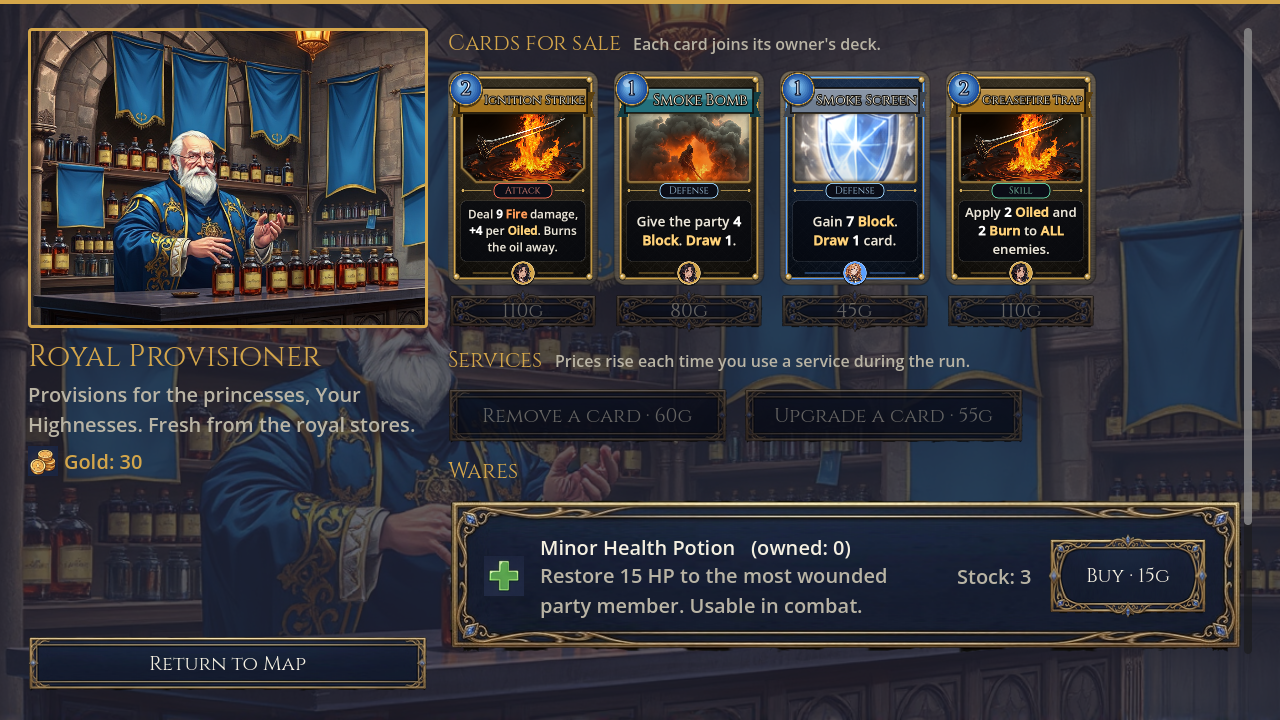 Cards for sale Each card joins its owner's deck.
2 Ignition Strike
Attack
Deal 9 Fire damage,
+4 per Oiled. Burns
the oil away.
110G
1 Smoke Bomb
Defense
Give the party 4
Block. Draw 1.
80G
1 Smoke Screen
Defense
Gain 7 Block.
Draw 1 card.
45G
2 Greasefire Trap
Skill
Apply 2 Oiled and
2 Burn to ALL
enemies.
110G
Royal Provisioner
Provisions for the princesses, Your
Highnesses. Fresh from the royal stores.
Gold: 30
Services Prices rise each time you use a service during the run.
Remove a card · 60G
Upgrade a card · 55G
Wares
Minor Health Potion (owned: 0)
Restore 15 HP to the most wounded
party member. Usable in combat.
Stock: 3
Buy · 15G
Return to Map